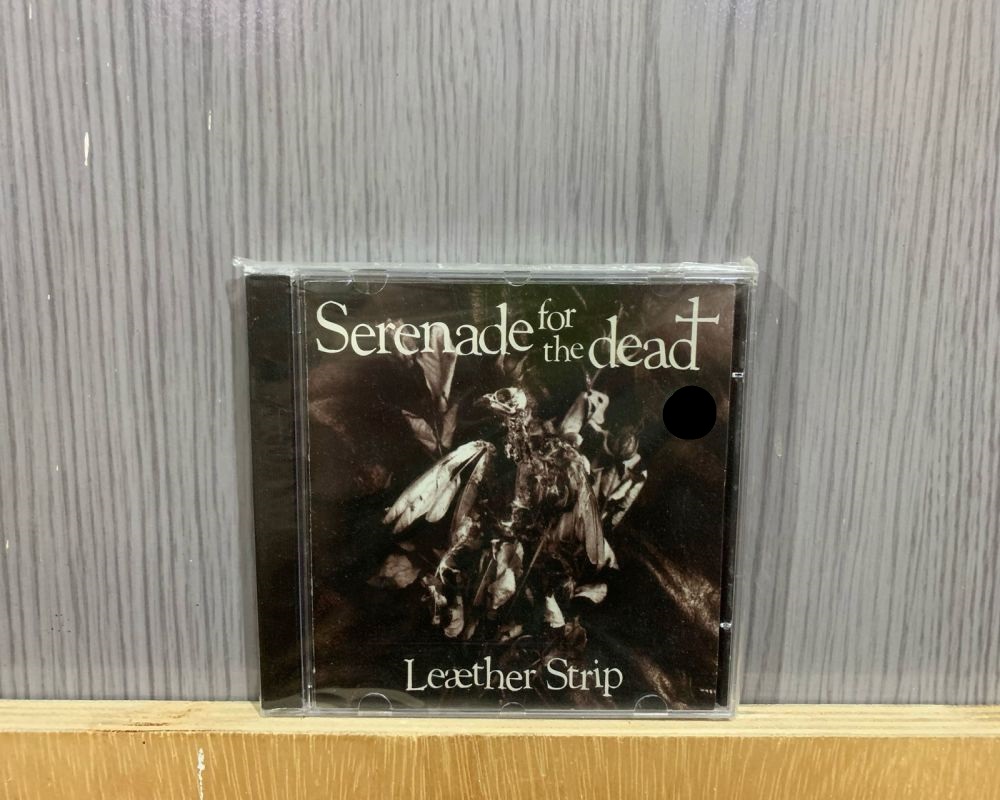 Serenade for the dead
Leæther Strip